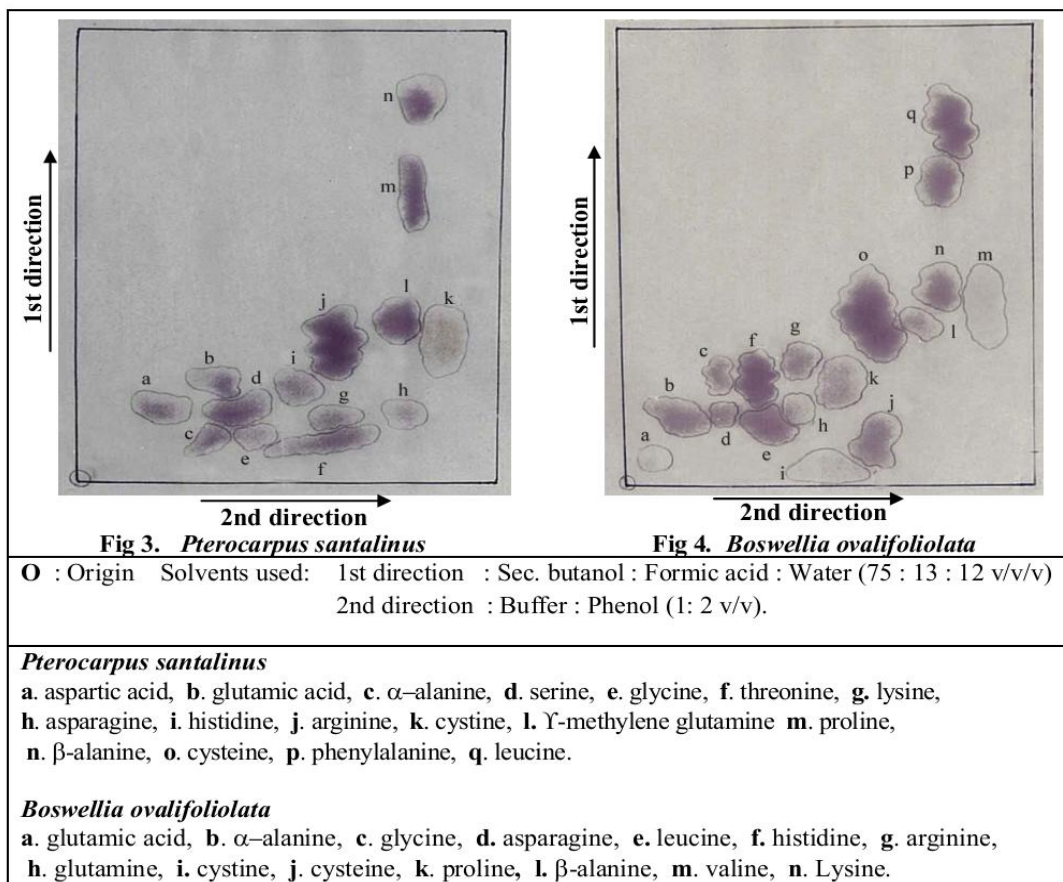 n
m
l
k
j
i
b
d
a
g
h
c
e
f
1st direction
2nd direction
Fig 3. Pterocarpus santalinus
q
p
o
n
m
l
g
f
c
k
b
j
d
h
e
a
i
1st direction
2nd direction
Fig 4. Boswellia ovalifoliolata
O : Origin Solvents used: 1st direction : Sec. butanol : Formic acid : Water (75 : 13 : 12 v/v/v)
2nd direction : Buffer : Phenol (1: 2 v/v).
Pterocarpus santalinus
a. aspartic acid, b. glutamic acid, c. α–alanine, d. serine, e. glycine, f. threonine, g. lysine,
h. asparagine, i. histidine, j. arginine, k. cystine, l. ϒ-methylene glutamine m. proline,
n. β-alanine, o. cysteine, p. phenylalanine, q. leucine.
Boswellia ovalifoliolata
a. glutamic acid, b. α–alanine, c. glycine, d. asparagine, e. leucine, f. histidine, g. arginine,
h. glutamine, i. cystine, j. cysteine, k. proline, l. β-alanine, m. valine, n. Lysine.